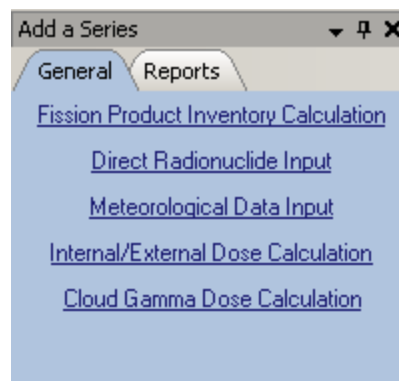 Add a Series
General Reports
Fission Product Inventory Calculation
Direct Radionuclide Input
Meteorological Data Input
Internal/External Dose Calculation
Cloud Gamma Dose Calculation